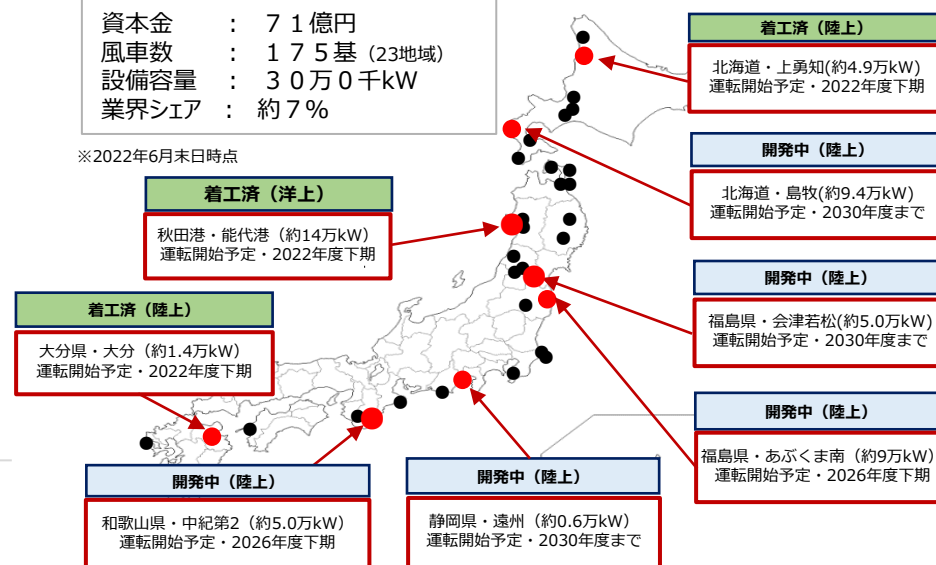 資本金 : 71億円
風車数 : 175基（23地域）
設備容量 : 30万0千kW
業界シェア : 約7%
※2022年6月末日時点
着工済（陸上）
北海道・上勇知(約4.9万kW)
運転開始予定・2022年度下期
開発中（陸上）
北海道・島牧(約9.4万kW)
運転開始予定・2030年度まで
着工済（洋上）
秋田港・能代港（約14万kW）
運転開始予定・2022年度下期
開発中（陸上）
福島県・会津若松(約5.0万kW)
運転開始予定・2030年度まで
着工済（陸上）
大分県・大分（約1.4万kW）
運転開始予定・2022年度下期
開発中（陸上）
福島県・あぶくま南（約9万kW）
運転開始予定・2026年度下期
開発中（陸上）
和歌山県・中紀第2（約5.0万kW）
運転開始予定・2026年度下期
開発中（陸上）
静岡県・遠州（約0.6万kW）
運転開始予定・2030年度まで